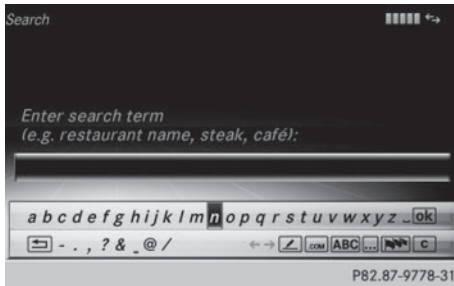 Search
Enter search term
(e.g. restaurant name, steak, café):
a b c d e f g h i j k l m n o p q r s t u v w x y z _ ok
- . , ? & _ @ / .COM ABC ... c
P82.87-9778-31